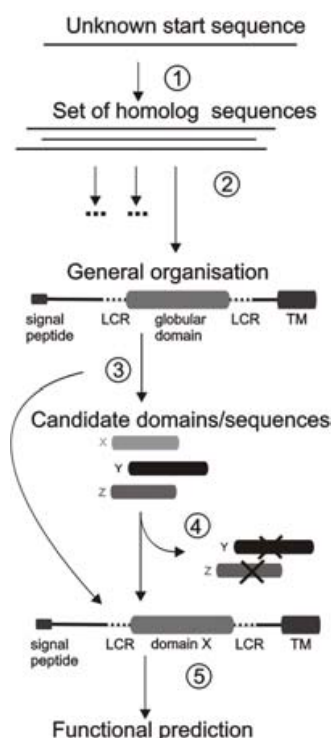 Unknown start sequence
①
Set of homolog sequences
②
General organisation
signal peptide LCR globular domain LCR TM
③
Candidate domains/sequences
X
Y
Z
④
Y
Z
signal peptide LCR domain X LCR TM
⑤
Functional prediction